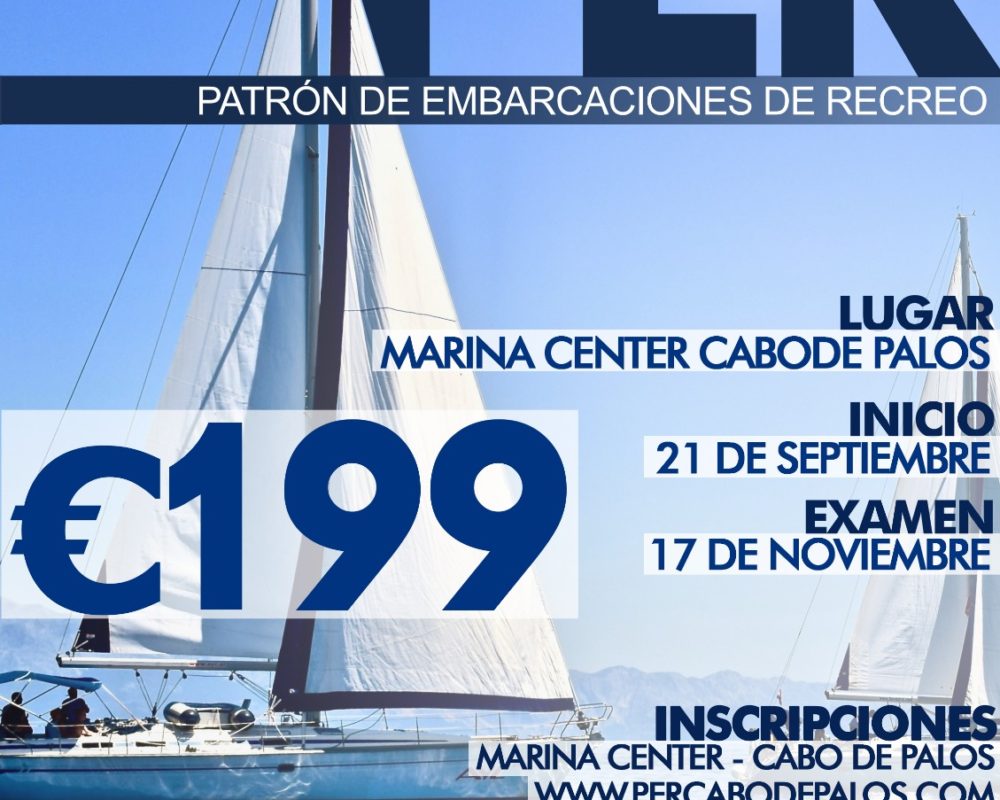 PER
PATRÓN DE EMBARCACIONES DE RECREO
LUGAR
MARINA CENTER CABODE PALOS
€199
INICIO
21 DE SEPTIEMBRE
EXAMEN
17 DE NOVIEMBRE
INSCRIPCIONES
MARINA CENTER - CABO DE PALOS
WWW.PERCABODEPALOS.COM